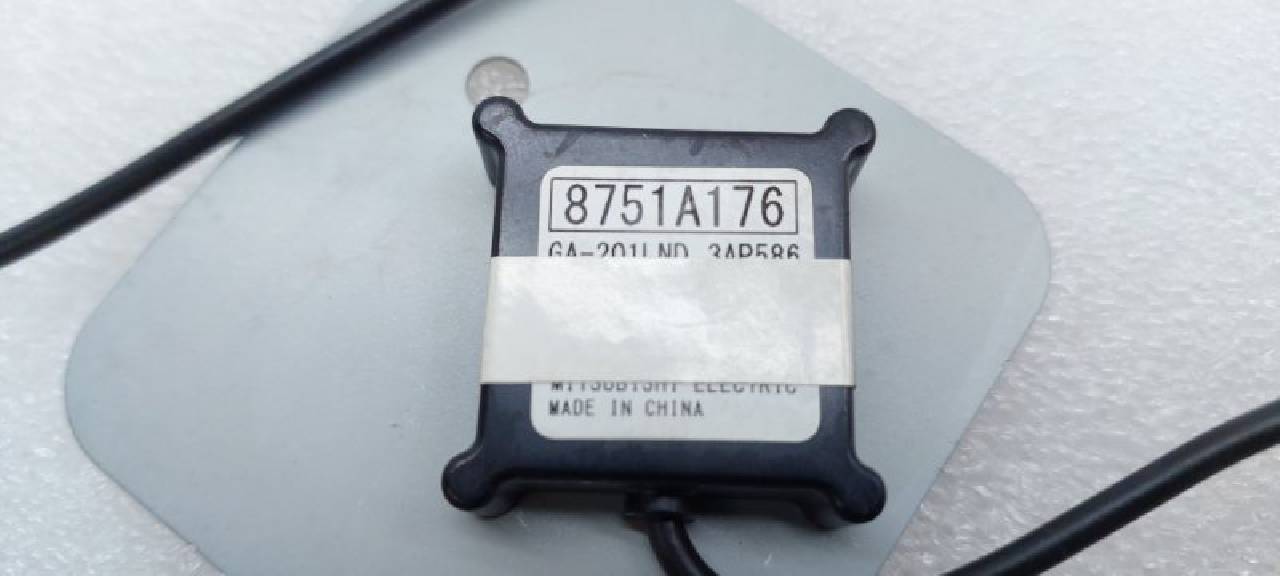 8751A176
GA-201LND 3AP586
MITSUBISHI ELECTRIC
MADE IN CHINA